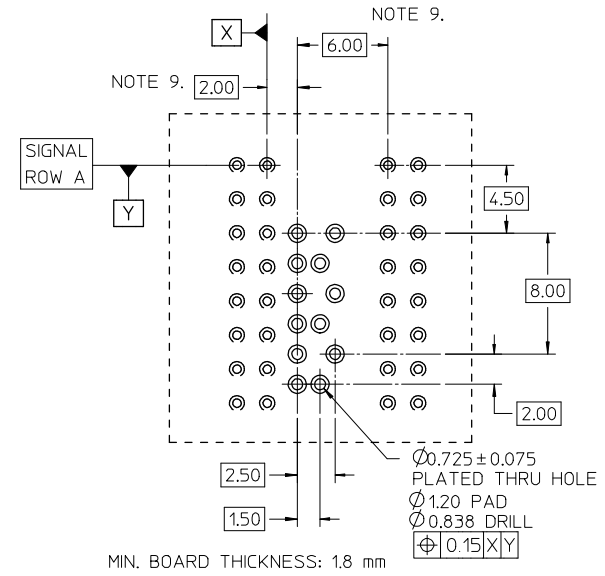 NOTE 9.
X
6.00
NOTE 9. 2.00
SIGNAL
ROW A
Y
4.50
8.00
2.00
2.50
1.50
Ø0.725±0.075
PLATED THRU HOLE
Ø1.20 PAD
Ø0.838 DRILL
⌖ 0.15 X Y
MIN. BOARD THICKNESS: 1.8 mm